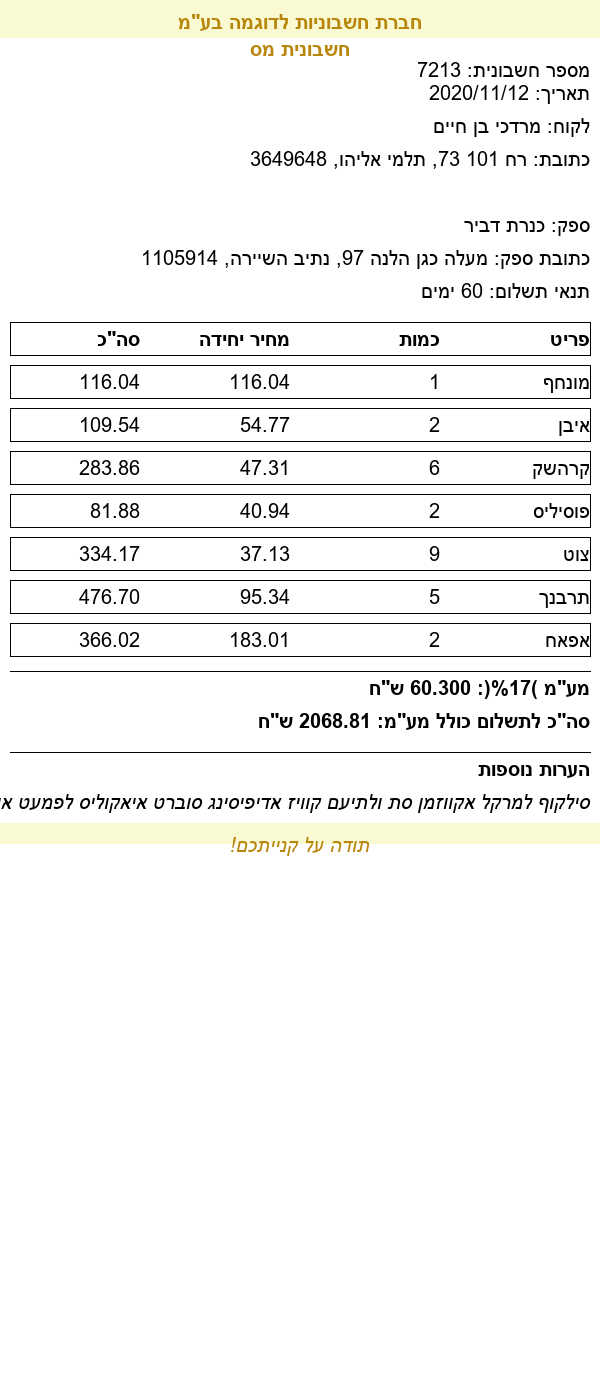 חברת חשבוניות לדוגמה בע"מ
חשבונית מס
מספר חשבונית: 7213
תאריך: 2020/11/12
לקוח: מרדכי בן חיים
כתובת: רח 101 73, תלמי אליהו, 3649648
ספק: כנרת דביר
כתובת ספק: מעלה כגן הלנה 97, נתיב השיירה, 1105914
תנאי תשלום: 60 ימים
פריט כמות מחיר יחידה סה"כ
מונחף 1 116.04 116.04
איבן 2 54.77 109.54
קרהשק 6 47.31 283.86
פוסיליס 2 40.94 81.88
צוט 9 37.13 334.17
תרבנך 5 95.34 476.70
אפאח 2 183.01 366.02
מע"מ )17%(: 60.300 ש"ח
סה"כ לתשלום כולל מע"מ: 2068.81 ש"ח
הערות נוספות
סילקוף למרקל אקווזמן סת ולתיעם קוויז אדיפיסינג סוברט איאקוליס לפמעט
תודה על קנייתכם!